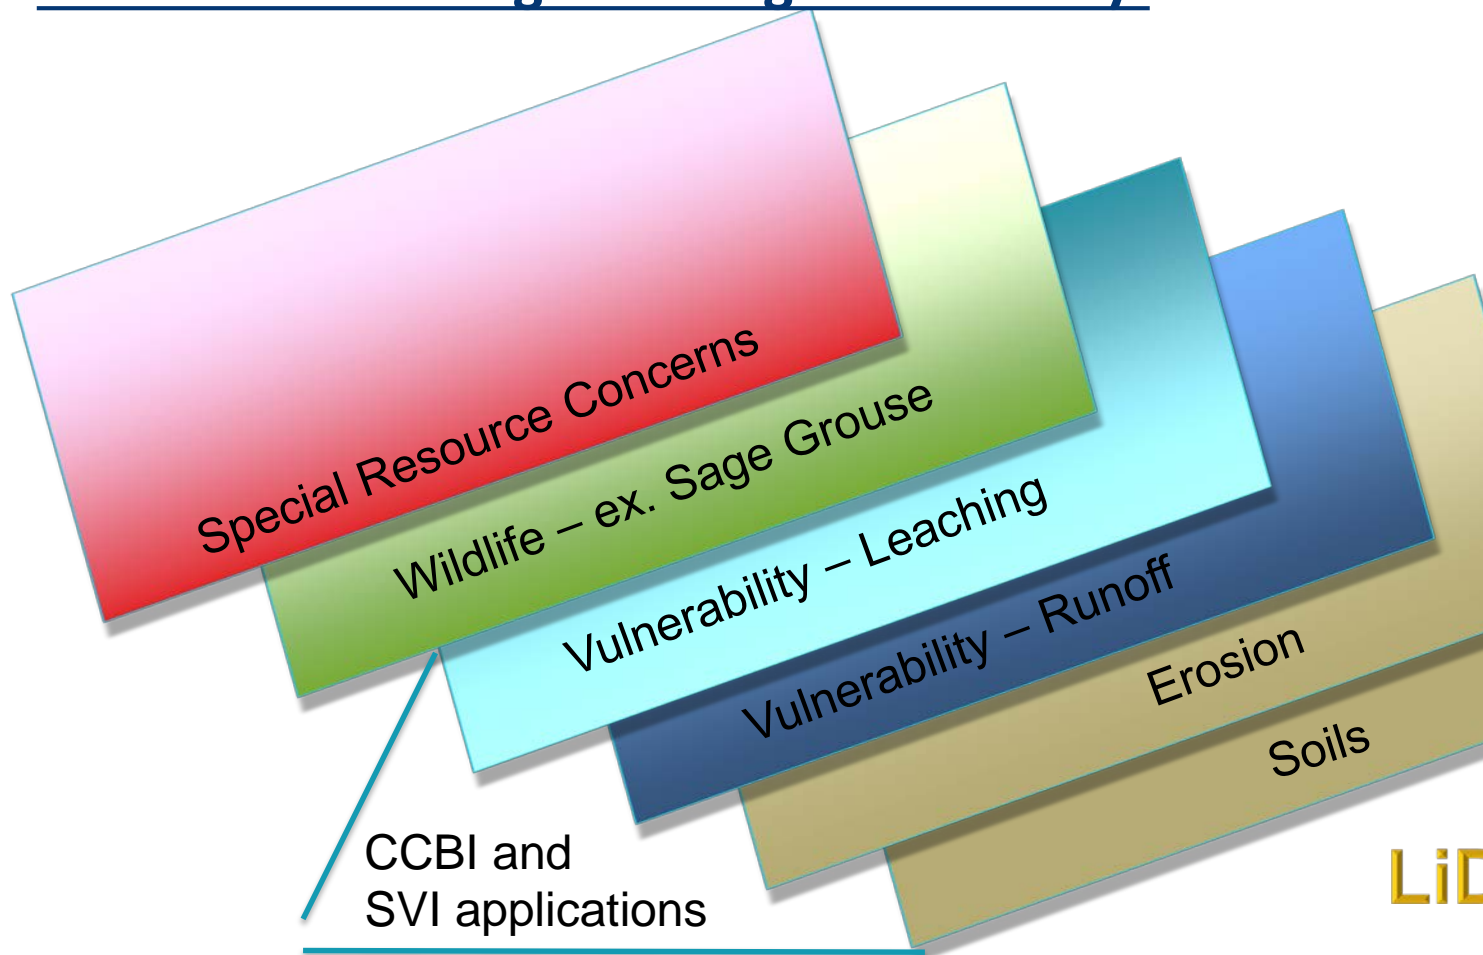 Special Resource Concerns
Wildlife – ex. Sage Grouse
Vulnerability – Leaching
Vulnerability – Runoff
Erosion
Soils
CCBI and
SVI applications